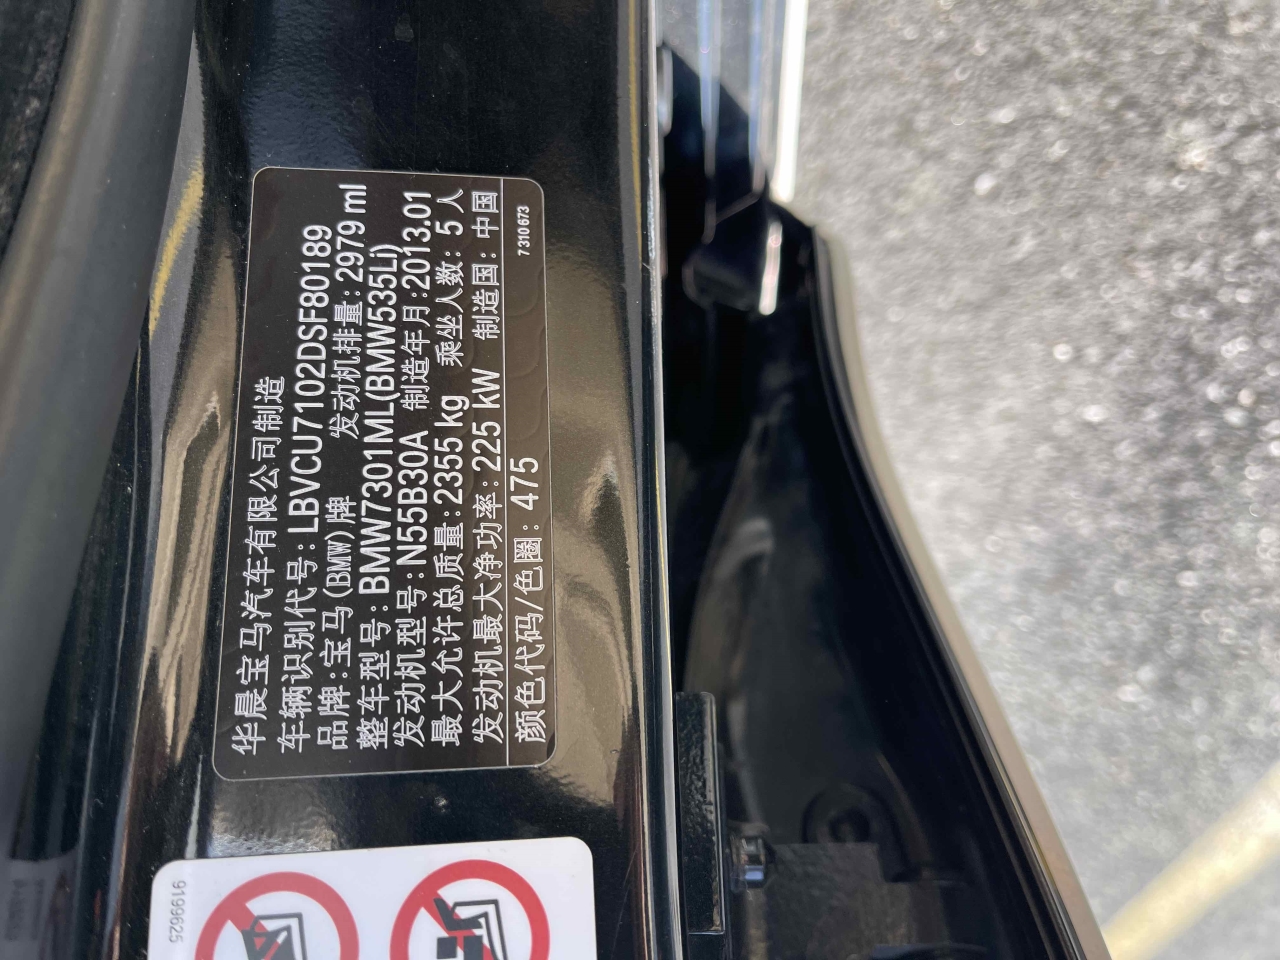 华晨宝马汽车有限公司制造
车辆识别代号:LBVCU7102DSF80189
品牌:宝马(BMW)牌 发动机排量:2979 ml
整车型号:BMW7301ML(BMW535Li)
发动机型号:N55B30A 制造年月:2013.01
最大允许总质量:2355 kg 乘坐人数: 5 人
发动机最大净功率:225 kW 制造国: 中国
颜色代码/色圈: 475
7310673
9199625